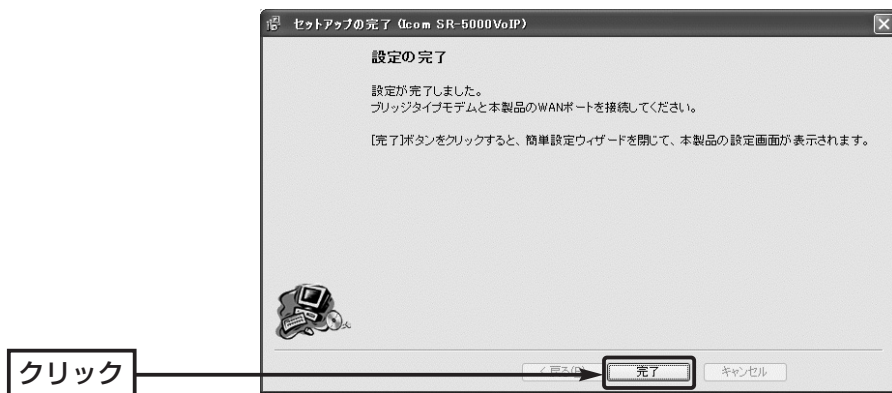 セットアップの完了 (Icom SR-5000VoIP)
設定の完了
設定が完了しました。
ブリッジタイプモデムと本製品のWANポートを接続してください。
[完了]ボタンをクリックすると、簡単設定ウィザードを閉じて、本製品の設定画面が表示されます。
クリック
< 戻る(B)
完了
キャンセル